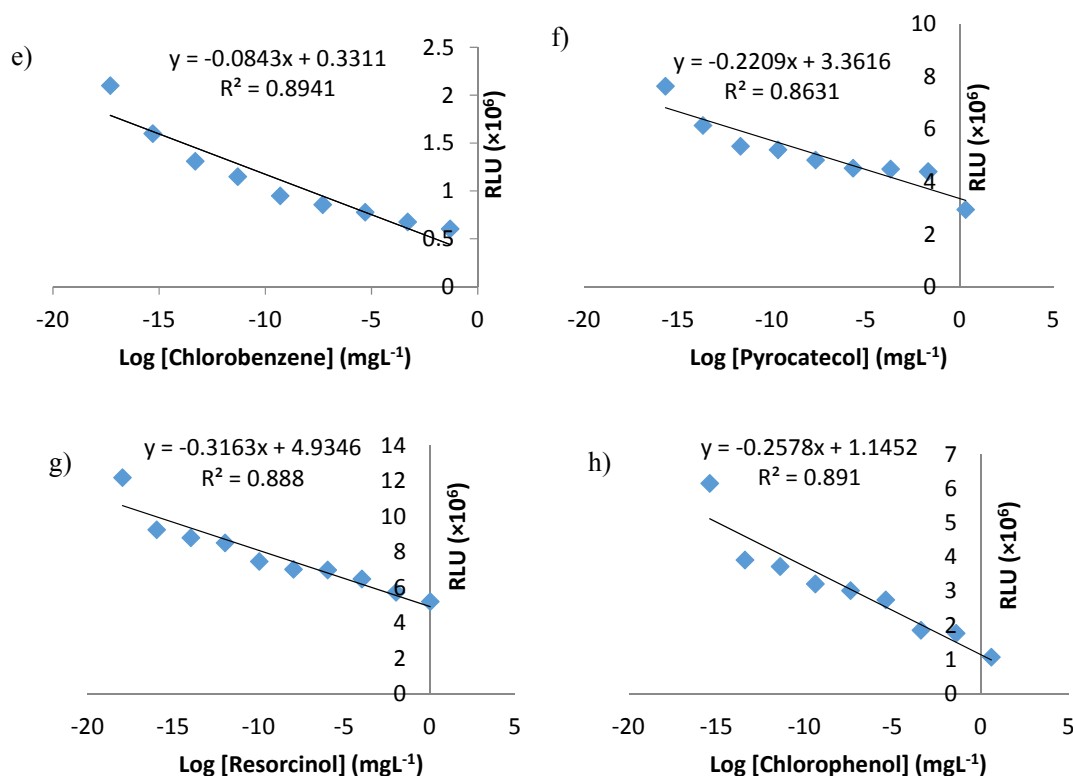 e)
y = -0.0843x + 0.3311
R² = 0.8941
2.5
2
1.5
1
0.5
0
RLU (×10⁶)
-20 -15 -10 -5 0
Log [Chlorobenzene] (mgL⁻¹)
f)
y = -0.2209x + 3.3616
R² = 0.8631
10
8
6
4
2
0
RLU (×10⁶)
-20 -15 -10 -5 0 5
Log [Pyrocatecol] (mgL⁻¹)
g)
y = -0.3163x + 4.9346
R² = 0.888
14
12
10
8
6
4
2
0
RLU (×10⁶)
-20 -15 -10 -5 0 5
Log [Resorcinol] (mgL⁻¹)
h)
y = -0.2578x + 1.1452
R² = 0.891
7
6
5
4
3
2
1
0
RLU (×10⁶)
-20 -15 -10 -5 0 5
Log [Chlorophenol] (mgL⁻¹)